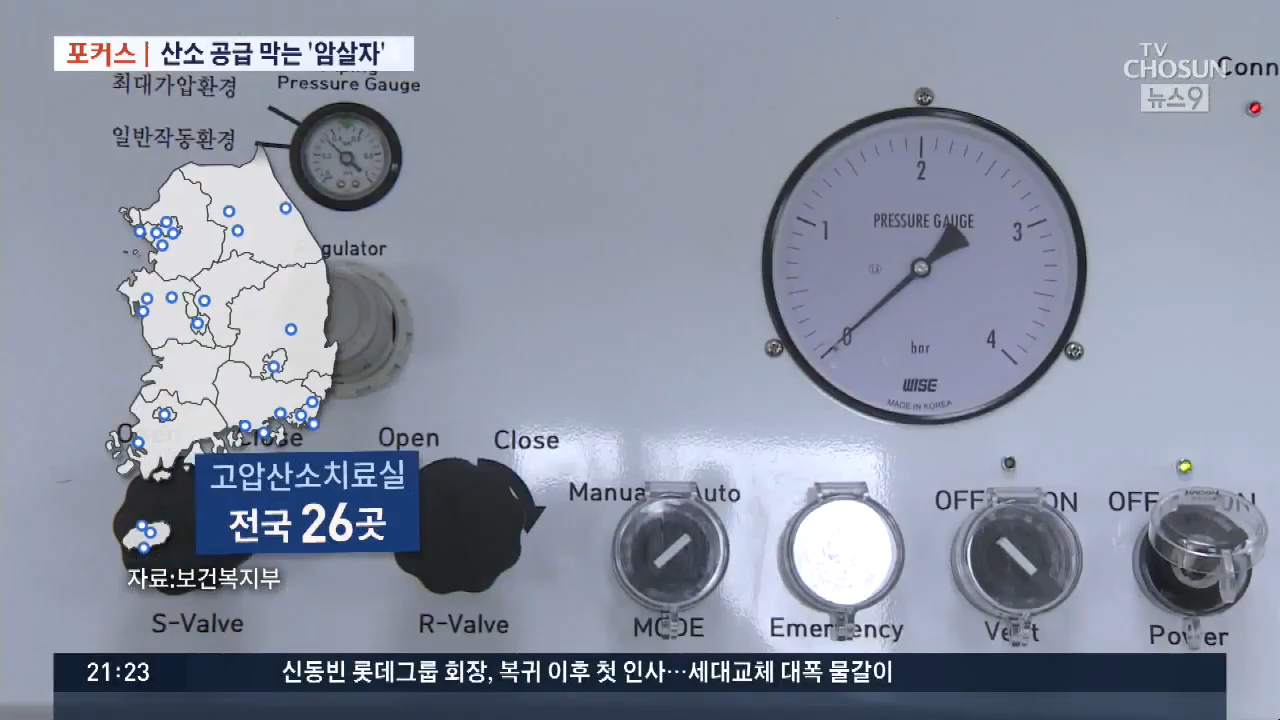 포커스 | 산소 공급 막는 '암살자'
TV
CHOSUN
뉴스9
Conn
최대가압환경
Pressure Gauge
일반작동환경
gulator
PRESSURE GAUGE
0
1
2
3
4
bar
WISE
MADE IN KOREA
Close
Open
Close
고압산소치료실
전국 26곳
자료:보건복지부
Manua Auto
OFF ON
OFF ON
S-Valve
R-Valve
MODE
Emergency
Vent
Power
21:23
신동빈 롯데그룹 회장, 복귀 이후 첫 인사…세대교체 대폭 물갈이